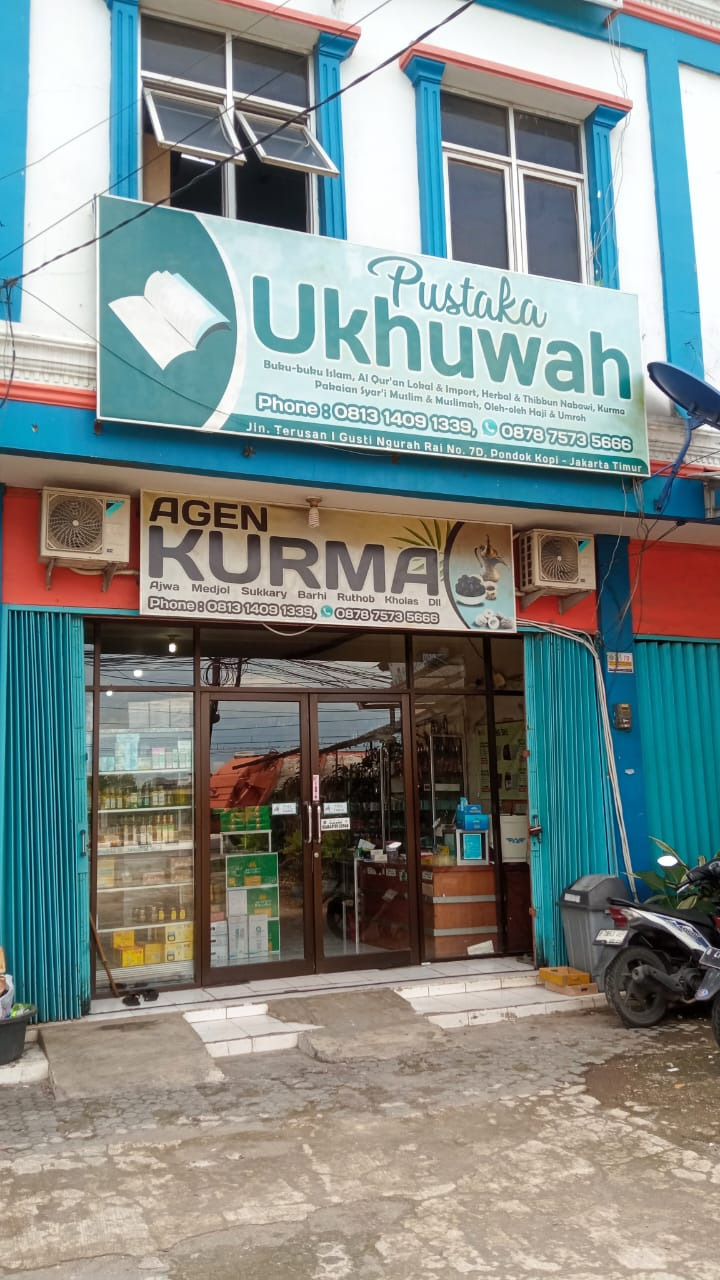 Pustaka
Ukhuwah
Buku-buku Islam, Al Qur'an Lokal & Import, Herbal & Thibbun Nabawi, Kurma
Pakaian Syar'i Muslim & Muslimah, Oleh-oleh Haji & Umroh
Phone : 0813 1409 1339, 0878 7573 5666
Jln. Terusan I Gusti Ngurah Rai No. 7D, Pondok Kopi - Jakarta Timur
AGEN
KURMA
Ajwa Medjol Sukkary Barhi Ruthob Kholas Dll
Phone : 0813 1409 1339, 0878 7573 5666